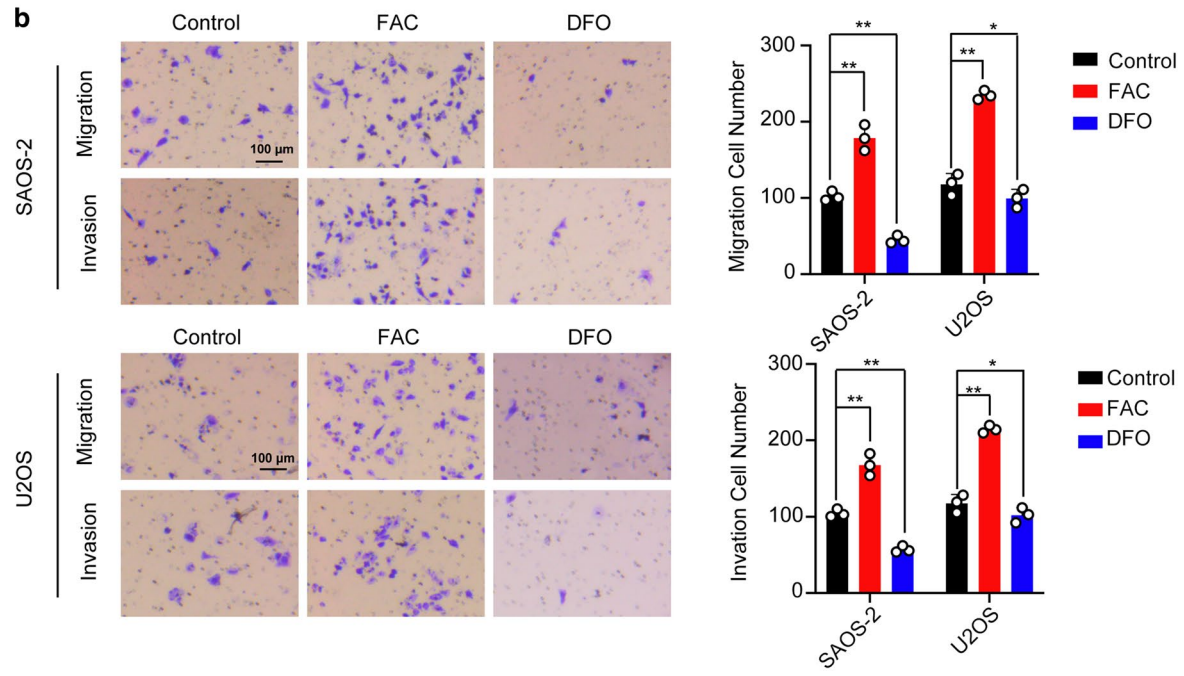 b
Control FAC DFO
SAOS-2
Migration
100 µm
Invasion
Control FAC DFO
U2OS
Migration
100 µm
Invasion
Migration Cell Number
300
200
100
0
** **
** *
SAOS-2 U2OS
Control
FAC
DFO
Invation Cell Number
300
200
100
0
** **
** *
SAOS-2 U2OS
Control
FAC
DFO